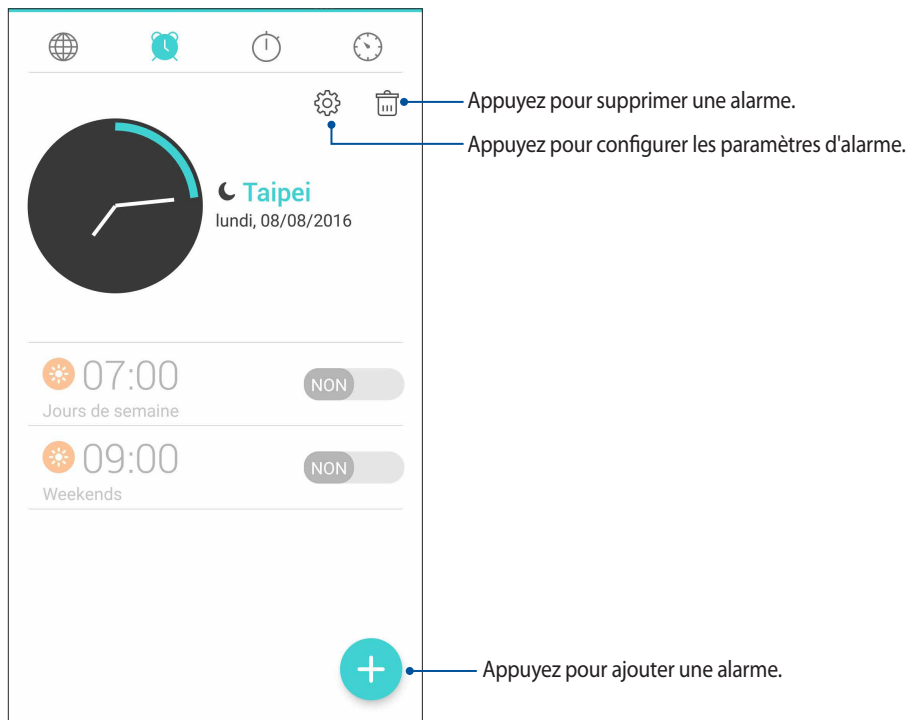 Appuyez pour supprimer une alarme.
Appuyez pour configurer les paramètres d'alarme.
Taipei
lundi, 08/08/2016
07:00
NON
Jours de semaine
09:00
NON
Weekends
Appuyez pour ajouter une alarme.